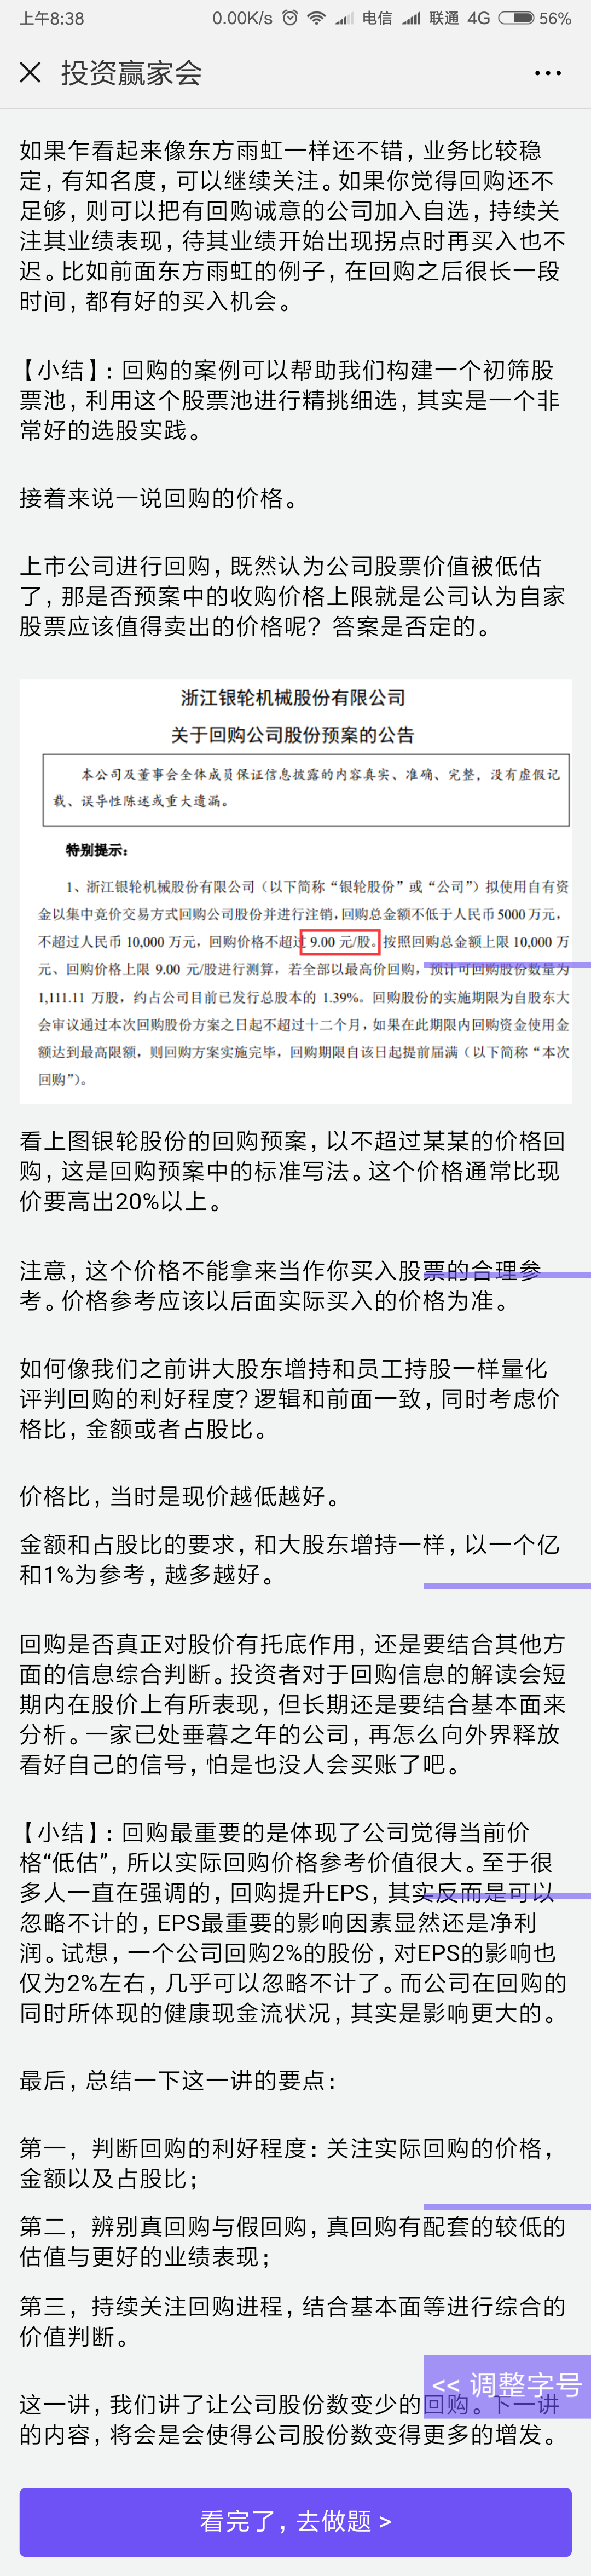 上午8:38
0.00K/s 电信 联通 4G 56%
投资赢家会
如果乍看起来像东方雨虹一样还不错，业务比较稳
定，有知名度，可以继续关注。如果你觉得回购还不
足够，则可以把有回购诚意的公司加入自选，持续关
注其业绩表现，待其业绩开始出现拐点时再买入也不
迟。比如前面东方雨虹的例子，在回购之后很长一段
时间，都有好的买入机会。
【小结】：回购的案例可以帮助我们构建一个初筛股
票池，利用这个股票池进行精挑细选，其实是一个非
常好的选股实践。
接着来说一说回购的价格。
上市公司进行回购，既然认为公司股票价值被低估
了，那是否预案中的收购价格上限就是公司认为自家
股票应该值得卖出的价格呢？答案是否定的。
浙江银轮机械股份有限公司
关于回购公司股份预案的公告
本公司及董事会全体成员保证信息披露的内容真实、准确、完整，没有虚假记
载、误导性陈述或重大遗漏。
特别提示：
1、浙江银轮机械股份有限公司（以下简称“银轮股份”或“公司”）拟使用自有资
金以集中竞价交易方式回购公司股份并进行注销，回购总金额不低于人民币 5000 万元，
不超过人民币 10,000 万元，回购价格不超过 9.00 元/股。按照回购总金额上限 10,000 万
元、回购价格上限 9.00 元/股进行测算，若全部以最高价回购，预计可回购股份数量为
1,111.11 万股，约占公司目前已发行总股本的 1.39%。回购股份的实施期限为自股东大
会审议通过本次回购股份方案之日起不超过十二个月，如果在此期限内回购资金使用金
额达到最高限额，则回购方案实施完毕，回购期限自该日起提前届满（以下简称“本次
回购”）。
看上图银轮股份的回购预案，以不超过某某的价格回
购，这是回购预案中的标准写法。这个价格通常比现
价要高出20%以上。
注意，这个价格不能拿来当作你买入股票的合理参
考。价格参考应该以后面实际买入的价格为准。
如何像我们之前讲大股东增持和员工持股一样量化
评判回购的利好程度？逻辑和前面一致，同时考虑价
格比，金额或者占股比。
价格比，当时是现价越低越好。
金额和占股比的要求，和大股东增持一样，以一个亿
和1%为参考，越多越好。
回购是否真正对股价有托底作用，还是要结合其他方
面的信息综合判断。投资者对于回购信息的解读会短
期内在股价上有所表现，但长期还是要结合基本面来
分析。一家已处垂暮之年的公司，再怎么向外界释放
看好自己的信号，怕是也没人会买账了吧。
【小结】：回购最重要的是体现了公司觉得当前价
格“低估”，所以实际回购价格参考价值很大。至于很
多人一直在强调的，回购提升EPS，其实反而是可以
忽略不计的，EPS最重要的影响因素显然还是净利
润。试想，一个公司回购2%的股份，对EPS的影响也
仅为2%左右，几乎可以忽略不计了。而公司在回购的
同时所体现的健康现金流状况，其实是影响更大的。
最后，总结一下这一讲的要点：
第一，判断回购的利好程度：关注实际回购的价格，
金额以及占股比；
第二，辨别真回购与假回购，真回购有配套的较低的
估值与更好的业绩表现；
第三，持续关注回购进程，结合基本面等进行综合的
价值判断。
<< 调整字号
这一讲，我们讲了让公司股份数变少的回购。下一讲
的内容，将会是会使得公司股份数变得更多的增发。
看完了，去做题 >